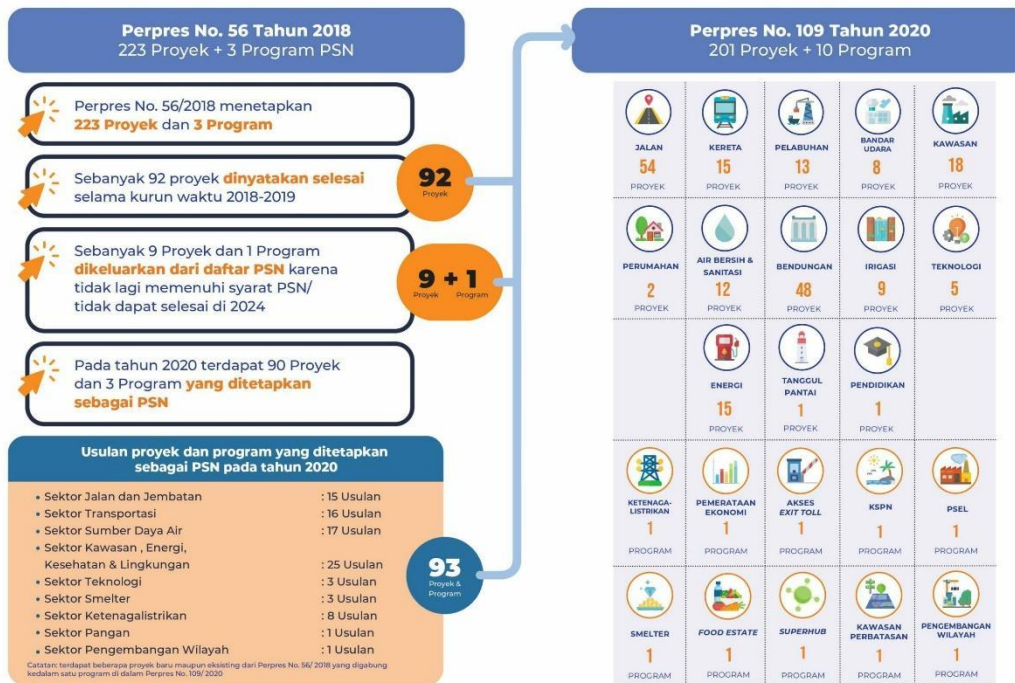 Perpres No. 56 Tahun 2018
223 Proyek + 3 Program PSN
Perpres No. 56/2018 menetapkan
223 Proyek dan 3 Program
Sebanyak 92 proyek dinyatakan selesai
selama kurun waktu 2018-2019
92
Proyek
Sebanyak 9 Proyek dan 1 Program
dikeluarkan dari daftar PSN karena
tidak lagi memenuhi syarat PSN/
tidak dapat selesai di 2024
9 + 1
Proyek Program
Pada tahun 2020 terdapat 90 Proyek
dan 3 Program yang ditetapkan
sebagai PSN
Usulan proyek dan program yang ditetapkan
sebagai PSN pada tahun 2020
• Sektor Jalan dan Jembatan : 15 Usulan
• Sektor Transportasi : 16 Usulan
• Sektor Sumber Daya Air : 17 Usulan
• Sektor Kawasan , Energi,
Kesehatan & Lingkungan : 25 Usulan
• Sektor Teknologi : 3 Usulan
• Sektor Smelter : 3 Usulan
• Sektor Ketenagalistrikan : 8 Usulan
• Sektor Pangan : 1 Usulan
• Sektor Pengembangan Wilayah : 1 Usulan
Catatan: terdapat beberapa proyek baru maupun eksisting dari Perpres No. 56/ 2018 yang digabung
kedalam satu program di dalam Perpres No. 109/ 2020
93
Proyek &
Program
Perpres No. 109 Tahun 2020
201 Proyek + 10 Program
JALAN
54
PROYEK
KERETA
15
PROYEK
PELABUHAN
13
PROYEK
BANDAR
UDARA
8
PROYEK
KAWASAN
18
PROYEK
PERUMAHAN
2
PROYEK
AIR BERSIH &
SANITASI
12
PROYEK
BENDUNGAN
48
PROYEK
IRIGASI
9
PROYEK
TEKNOLOGI
5
PROYEK
ENERGI
15
PROYEK
TANGGUL
PANTAI
1
PROYEK
PENDIDIKAN
1
PROYEK
KETENAGA-
LISTRIKAN
1
PROGRAM
PEMERATAAN
EKONOMI
1
PROGRAM
AKSES
EXIT TOLL
1
PROGRAM
KSPN
1
PROGRAM
PSEL
1
PROGRAM
SMELTER
1
PROGRAM
FOOD ESTATE
1
PROGRAM
SUPERHUB
1
PROGRAM
KAWASAN
PERBATASAN
1
PROGRAM
PENGEMBANGAN
WILAYAH
1
PROGRAM